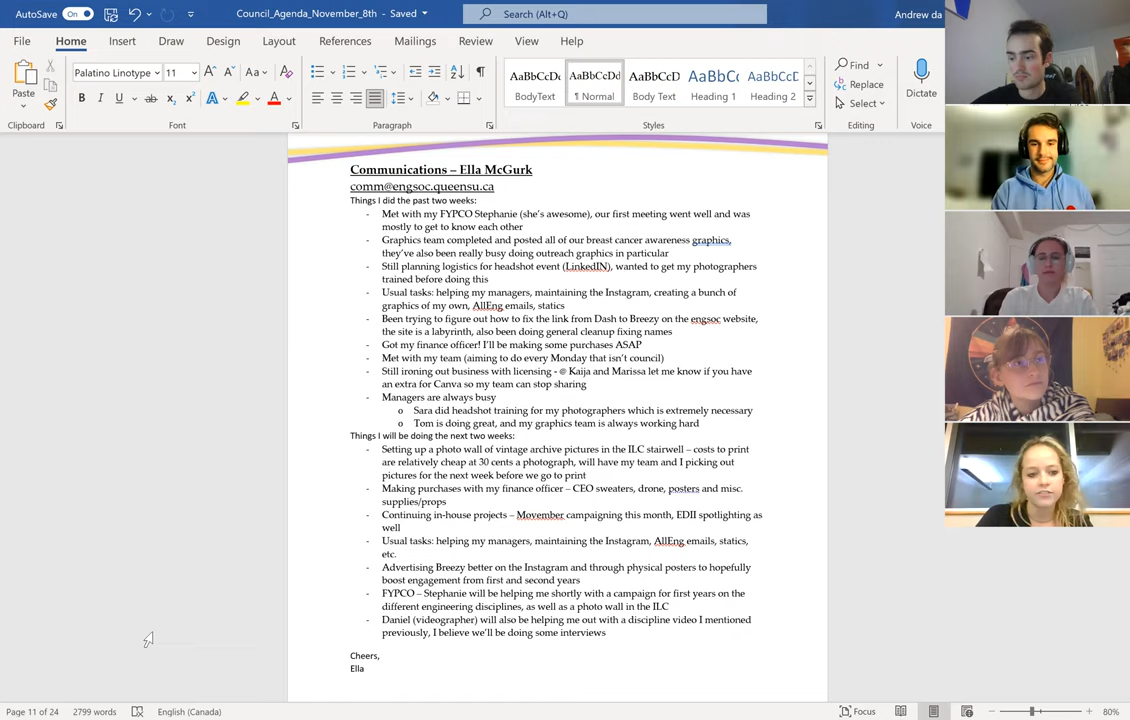 AutoSave On Council_Agenda_November_8th - Saved Search (Alt+Q) Andrew da
File Home Insert Draw Design Layout References Mailings Review View Help
Palatino Linotype 11 Aa AaBbCcDc AaBbCcDd AaBbCcD AaBbCc AaBbCcD Find
Paste B I U ab x₂ x² A A BodyText ¶ Normal Body Text Heading 1 Heading 2 Replace Dictate
Select
Clipboard Font Paragraph Styles Editing Voice
Communications – Ella McGurk
comm@engsoc.queensu.ca
Things I did the past two weeks:
- Met with my FYPCO Stephanie (she's awesome), our first meeting went well and was
mostly to get to know each other
- Graphics team completed and posted all of our breast cancer awareness graphics,
they've also been really busy doing outreach graphics in particular
- Still planning logistics for headshot event (LinkedIN), wanted to get my photographers
trained before doing this
- Usual tasks: helping my managers, maintaining the Instagram, creating a bunch of
graphics of my own, AllEng emails, statics
- Been trying to figure out how to fix the link from Dash to Breezy on the engsoc website,
the site is a labyrinth, also been doing general cleanup fixing names
- Got my finance officer! I'll be making some purchases ASAP
- Met with my team (aiming to do every Monday that isn't council)
- Still ironing out business with licensing - @ Kaija and Marissa let me know if you have
an extra for Canva so my team can stop sharing
- Managers are always busy
o Sara did headshot training for my photographers which is extremely necessary
o Tom is doing great, and my graphics team is always working hard
Things I will be doing the next two weeks:
- Setting up a photo wall of vintage archive pictures in the ILC stairwell – costs to print
are relatively cheap at 30 cents a photograph, will have my team and I picking out
pictures for the next week before we go to print
- Making purchases with my finance officer – CEO sweaters, drone, posters and misc.
supplies/props
- Continuing in-house projects – Movember campaigning this month, EDII spotlighting as
well
- Usual tasks: helping my managers, maintaining the Instagram, AllEng emails, statics,
etc.
- Advertising Breezy better on the Instagram and through physical posters to hopefully
boost engagement from first and second years
- FYPCO – Stephanie will be helping me shortly with a campaign for first years on the
different engineering disciplines, as well as a photo wall in the ILC
- Daniel (videographer) will also be helping me out with a discipline video I mentioned
previously, I believe we'll be doing some interviews
Cheers,
Ella
Page 11 of 24 2799 words English (Canada) Focus 80%